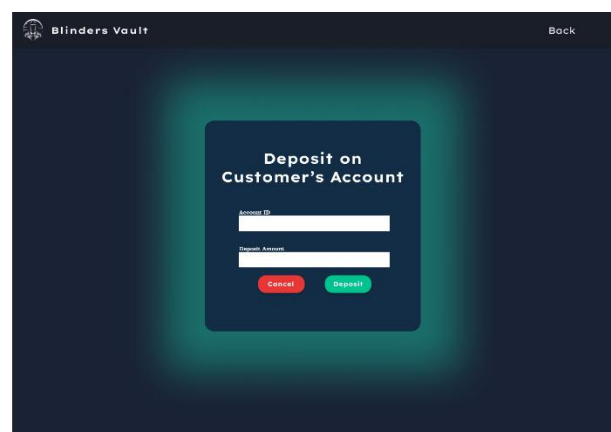 Blinders Vault
Back
Deposit on
Customer's Account
Account ID
Deposit Amount
Cancel
Deposit